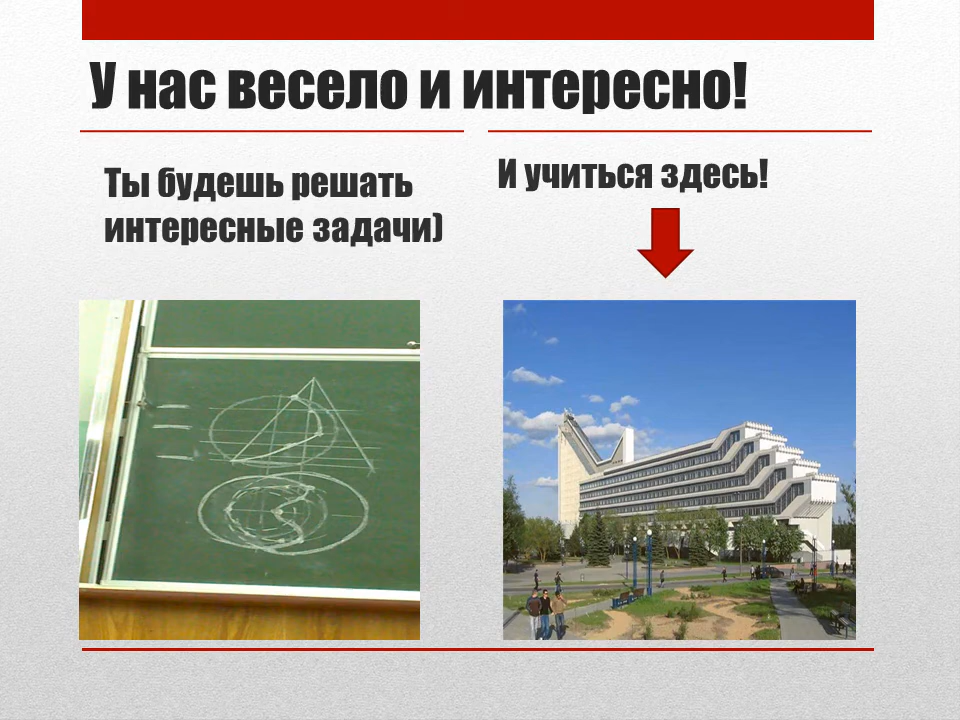 У нас весело и интересно!
Ты будешь решать
интересные задачи)
И учиться здесь!